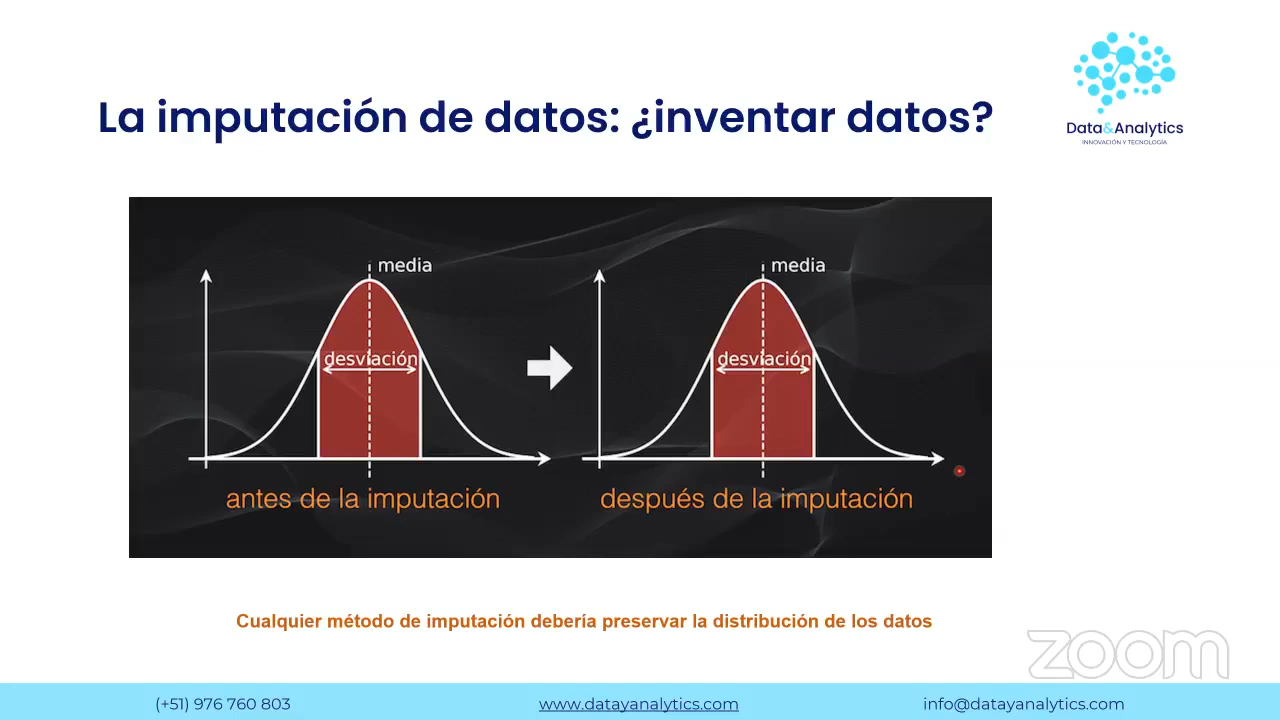 La imputación de datos: ¿inventar datos?
Data&Analytics
INNOVACIÓN Y TECNOLOGÍA
media
desviación
antes de la imputación
media
desviación
después de la imputación
Cualquier método de imputación debería preservar la distribución de los datos
zoom
(+51) 976 760 803
www.datayanalytics.com
info@datayanalytics.com